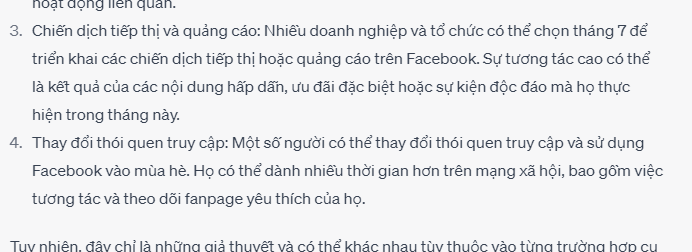 hoạt động liên quan.
3. Chiến dịch tiếp thị và quảng cáo: Nhiều doanh nghiệp và tổ chức có thể chọn tháng 7 để
triển khai các chiến dịch tiếp thị hoặc quảng cáo trên Facebook. Sự tương tác cao có thể
là kết quả của các nội dung hấp dẫn, ưu đãi đặc biệt hoặc sự kiện độc đáo mà họ thực
hiện trong tháng này.
4. Thay đổi thói quen truy cập: Một số người có thể thay đổi thói quen truy cập và sử dụng
Facebook vào mùa hè. Họ có thể dành nhiều thời gian hơn trên mạng xã hội, bao gồm việc
tương tác và theo dõi fanpage yêu thích của họ.
Tuy nhiên, đây chỉ là những giả thuyết và có thể khác nhau tùy thuộc vào từng trường hợp cụ